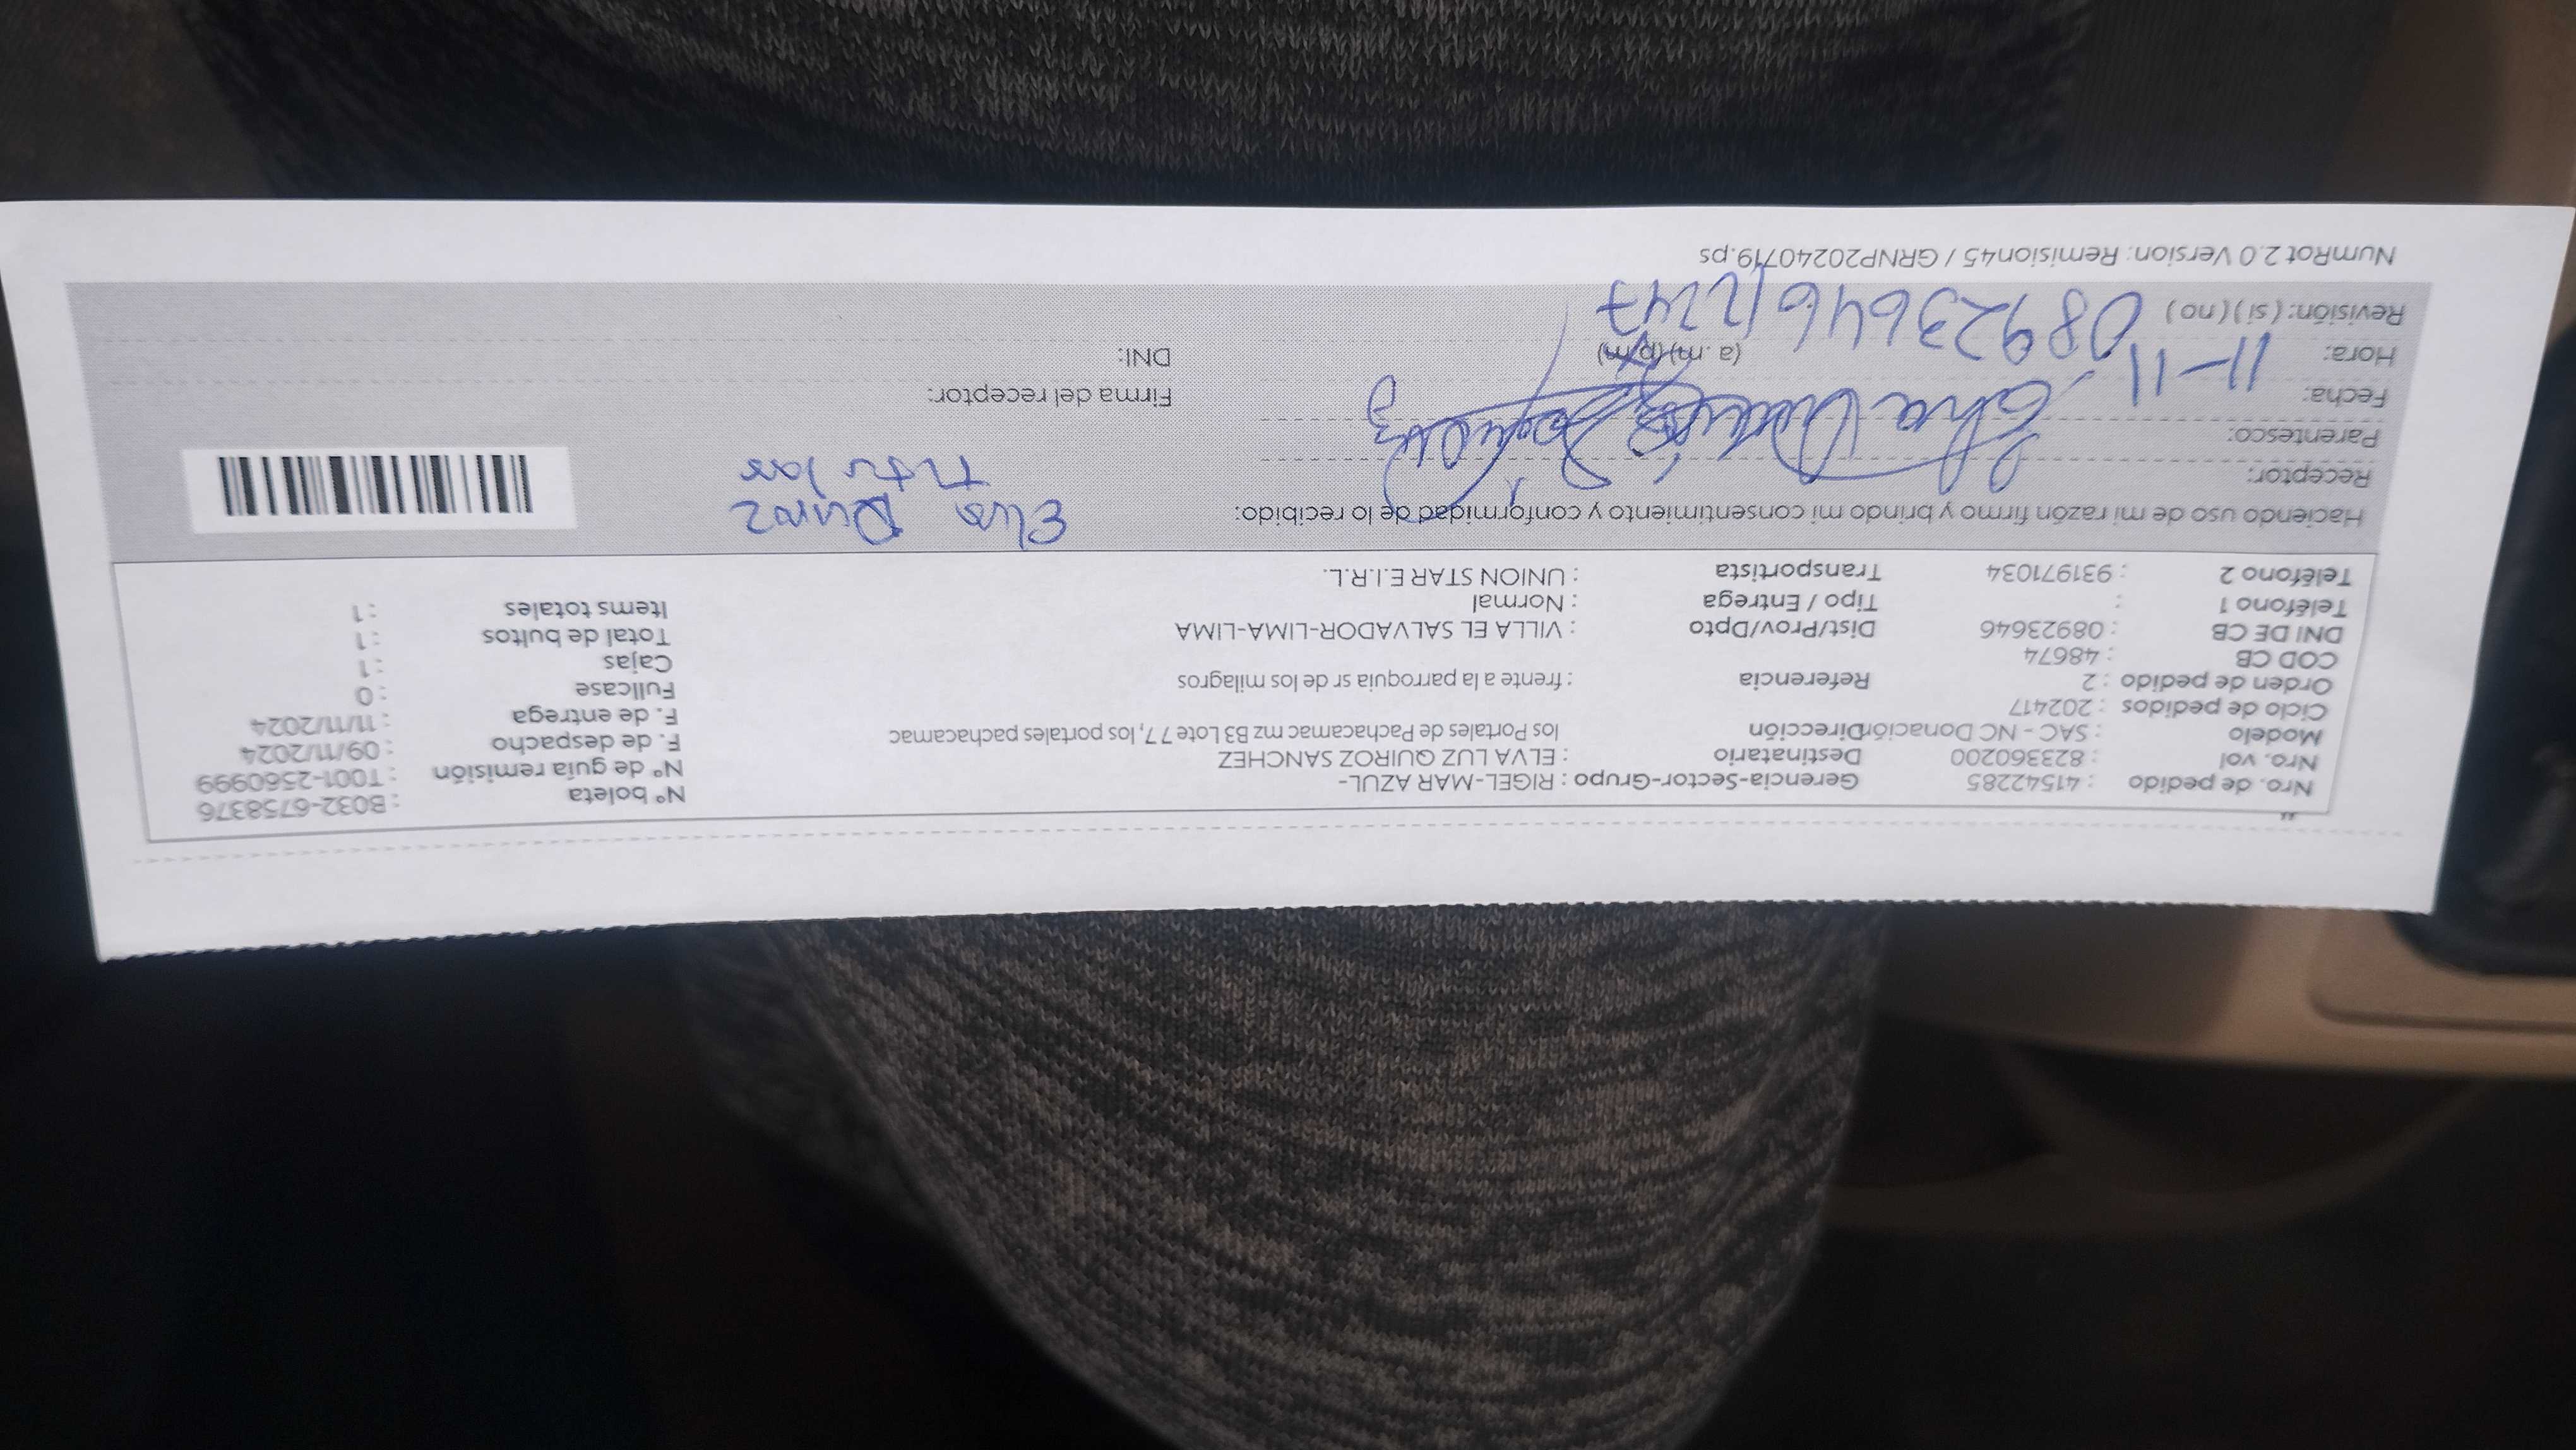 Nro. de pedido : 41542285 Gerencia-Sector-Grupo : RIGEL-MAR AZUL- N° boleta : B032-6758376
Nro. vol : 823360200 Destinatario : ELVA LUZ QUIROZ SANCHEZ N° de guía remisión : T001-2560999
Modelo : SAC - NC Donación Dirección los Portales de Pachacamac mz B3 Lote 77, los portales pachacamac F. de despacho : 09/11/2024
Ciclo de pedidos : 202417 F. de entrega : 11/11/2024
Orden de pedido : 2 Referencia : frente a la parroquia sr de los milagros Fullcase : 0
COD CB : 48674 Cajas : 1
DNI DE CB : 08923646 Dist/Prov/Dpto : VILLA EL SALVADOR-LIMA-LIMA Total de bultos : 1
Teléfono 1 : Tipo / Entrega : Normal Items totales : 1
Teléfono 2 : 931971034 Transportista : UNION STAR E.I.R.L.
Haciendo uso de mi razón firmo y brindo mi consentimiento y conformidad de lo recibido: Elva Quiroz
Receptor: Titular
Parentesco:
Fecha: 11-11 Elva Firma del receptor:
Hora: (a.m) (p.m) DNI:
Revisión: (si) (no) 08923646
NumRot 2.0 Version: Remision45 / GRNP20240719.ps